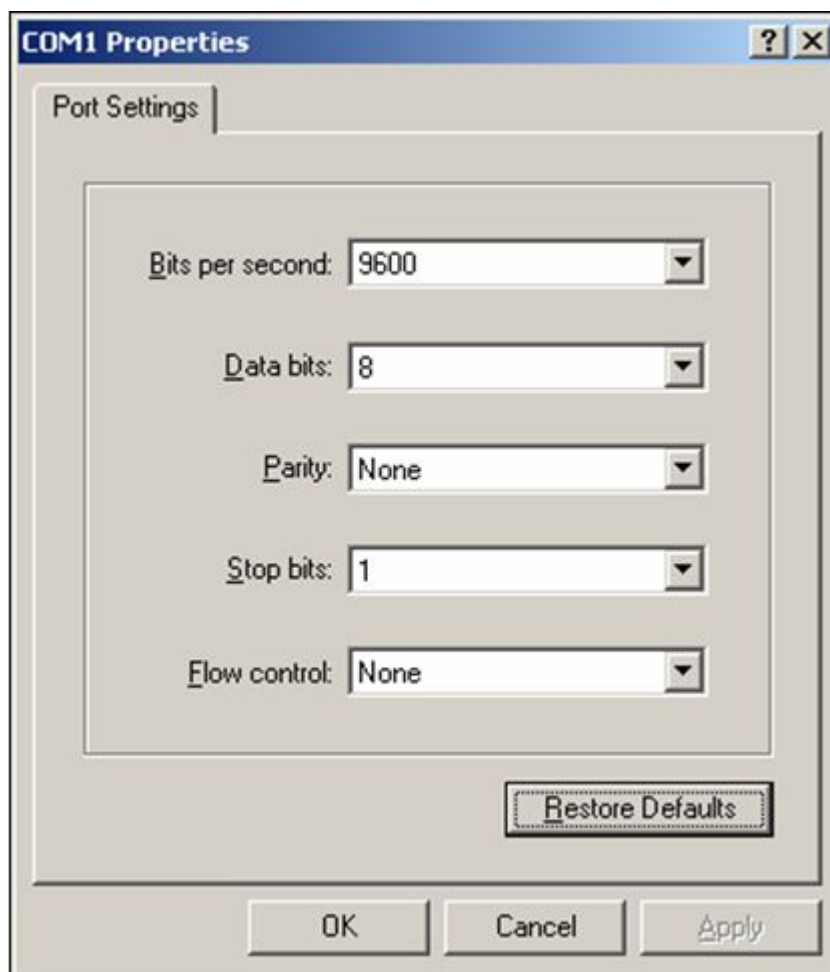 COM1 Properties
Port Settings
Bits per second: 9600
Data bits: 8
Parity: None
Stop bits: 1
Flow control: None
Restore Defaults
OK Cancel Apply